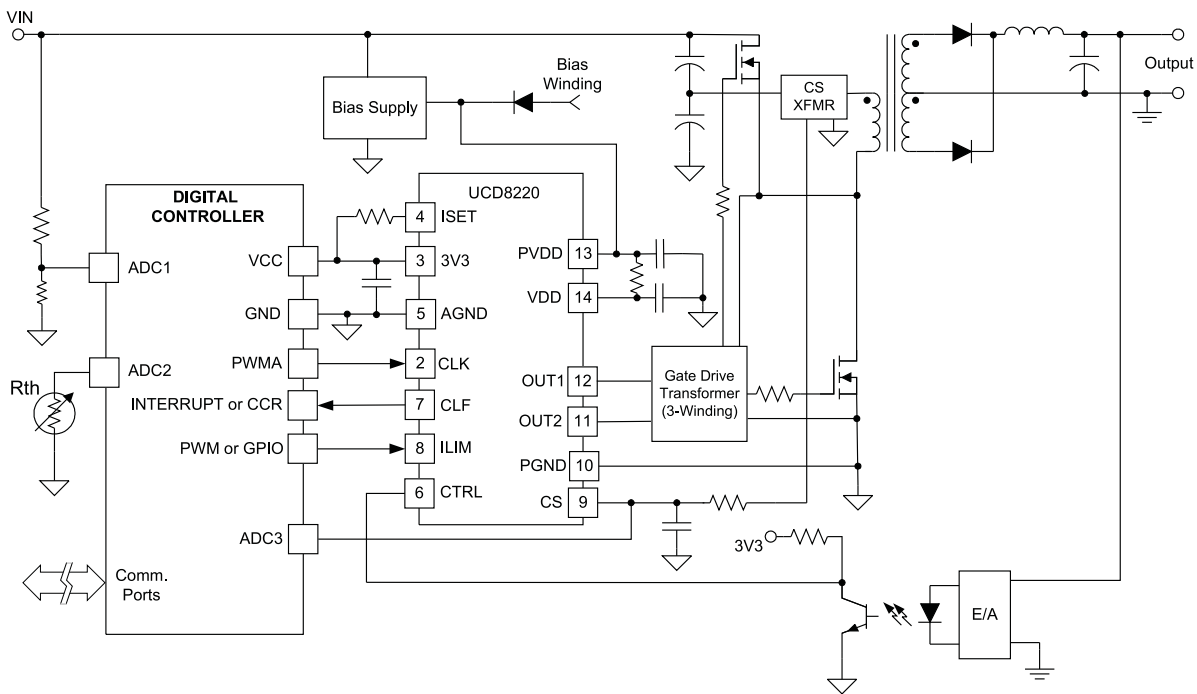 VIN
Bias
Winding
Bias Supply
CS
XFMR
Output
DIGITAL
CONTROLLER
UCD8220
4
ISET
VCC
3
3V3
PVDD
13
ADC1
VDD
14
GND
5
AGND
PWMA
2
CLK
ADC2
Rth
INTERRUPT or CCR
7
CLF
OUT1
12
Gate Drive
Transformer
(3-Winding)
OUT2
11
PWM or GPIO
8
ILIM
PGND
10
6
CTRL
CS
9
ADC3
3V3
Comm.
Ports
E/A